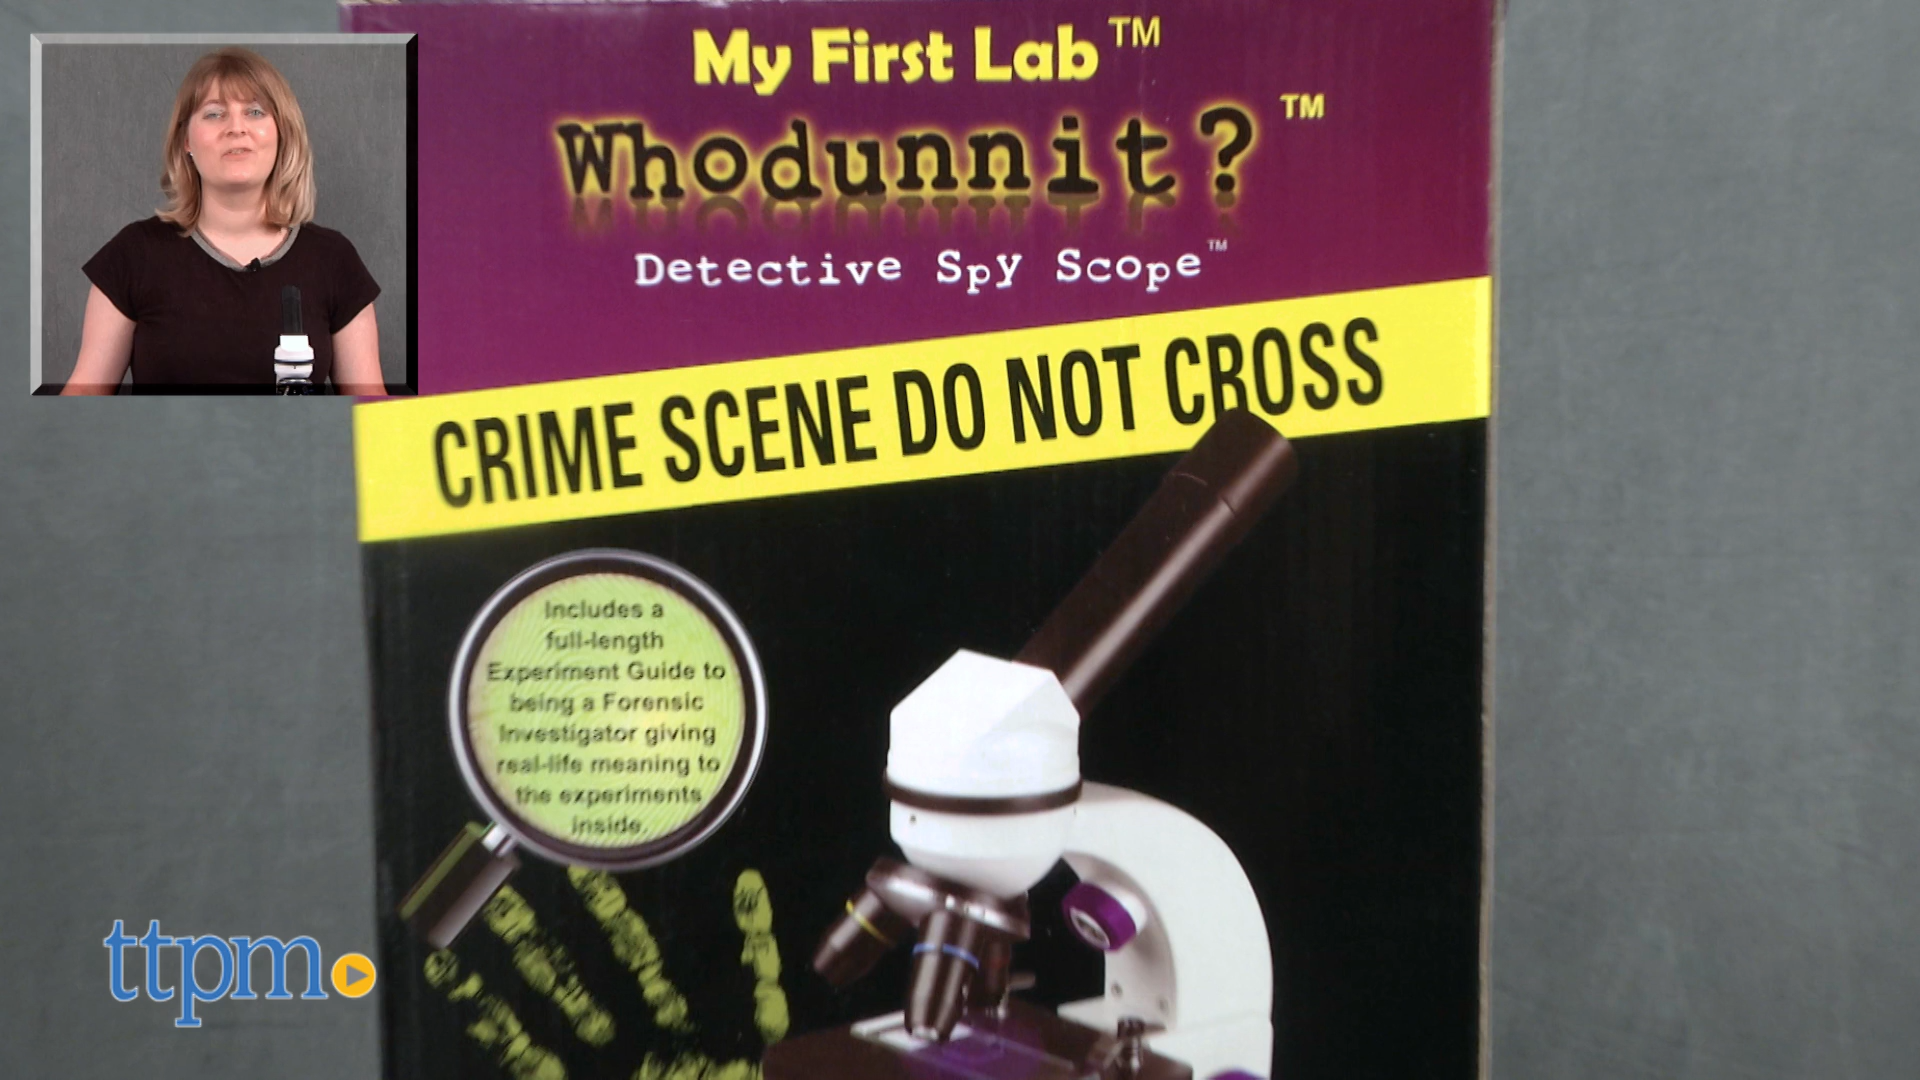 My First Lab™
Whodunnit?™
Detective Spy Scope™
CRIME SCENE DO NOT CROSS
Includes a
full-length
Experiment Guide to
being a Forensic
Investigator giving
real-life meaning to
the experiments
inside.
ttpm